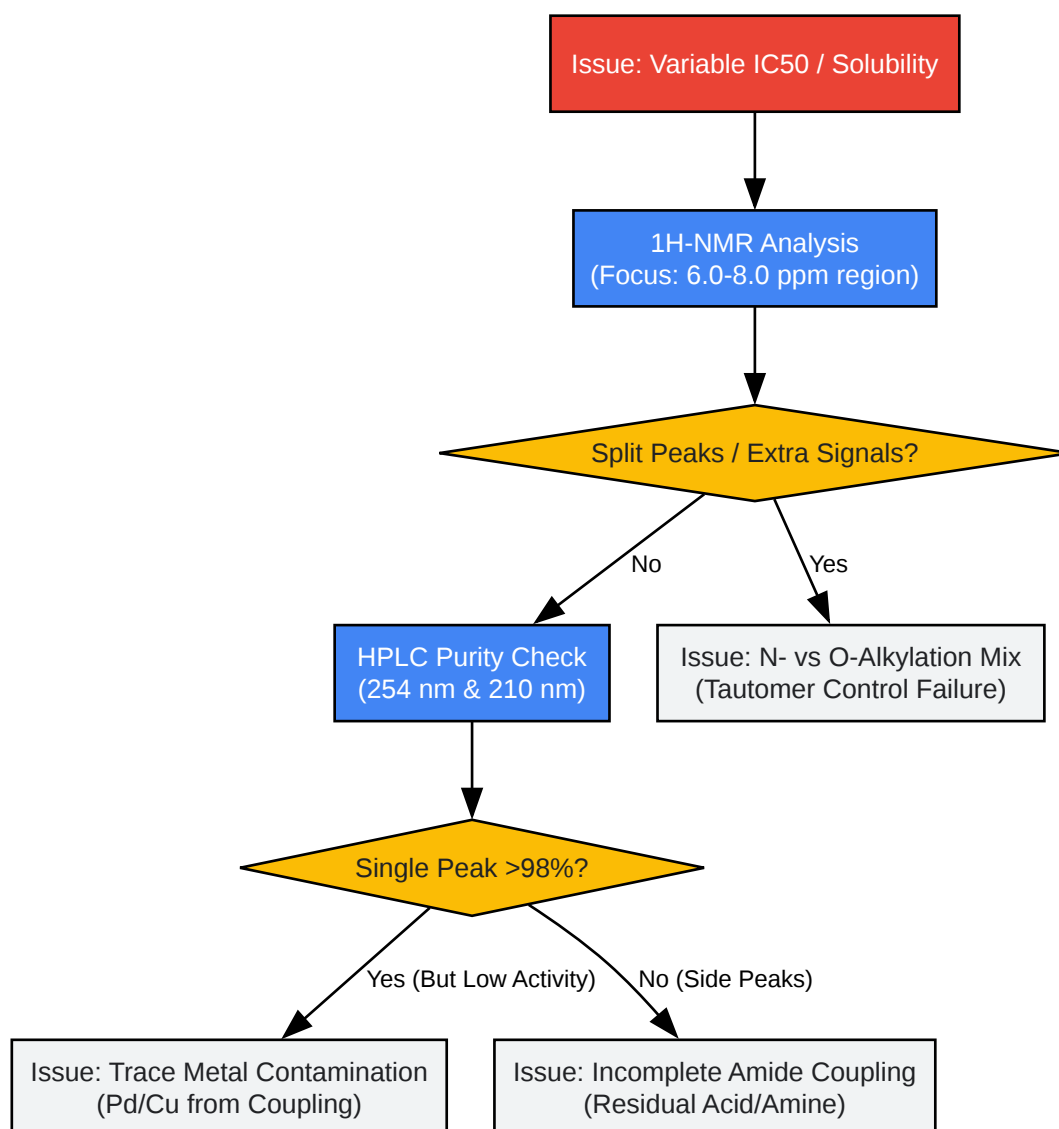 Issue: Variable IC50 / Solubility
1H-NMR Analysis
(Focus: 6.0-8.0 ppm region)
Split Peaks / Extra Signals?
No
Yes
HPLC Purity Check
(254 nm & 210 nm)
Issue: N- vs O-Alkylation Mix
(Tautomer Control Failure)
Single Peak >98%?
Yes (But Low Activity)
No (Side Peaks)
Issue: Trace Metal Contamination
(Pd/Cu from Coupling)
Issue: Incomplete Amide Coupling
(Residual Acid/Amine)